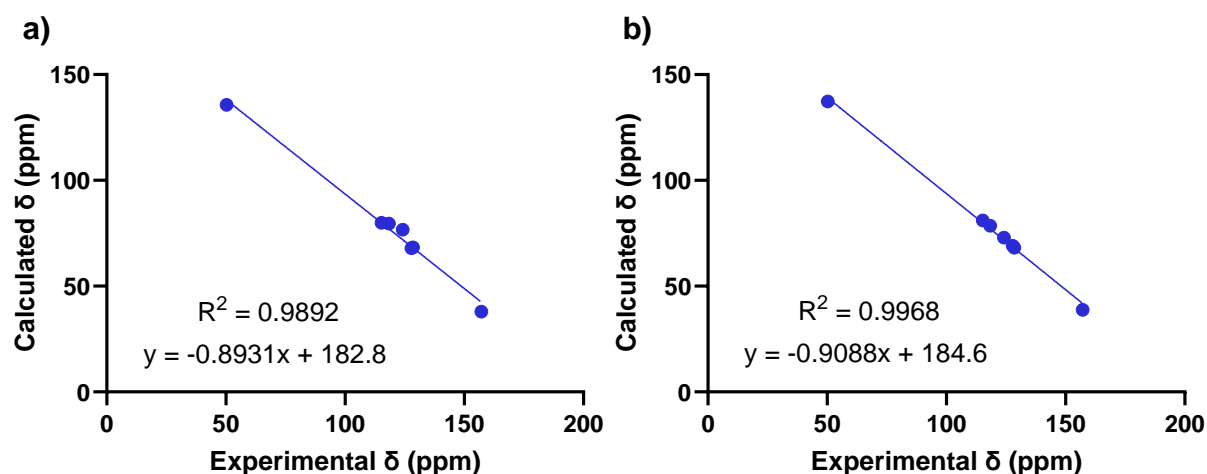 a)
Calculated δ (ppm)
150
100
50
0
R² = 0.9892
y = -0.8931x + 182.8
0 50 100 150 200
Experimental δ (ppm)
b)
Calculated δ (ppm)
150
100
50
0
R² = 0.9968
y = -0.9088x + 184.6
0 50 100 150 200
Experimental δ (ppm)